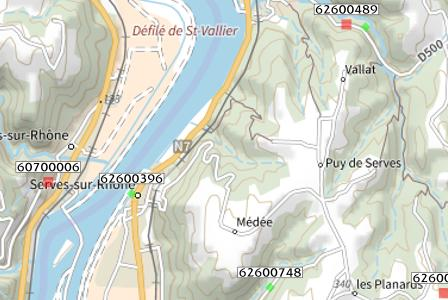 62600489
Défilé de St-Vallier
Vallat
D500
N7
s-sur-Rhône
Puy de Serves
60700006
62600396
Serves-sur-Rhône
Médée
62600748
340
les Planards